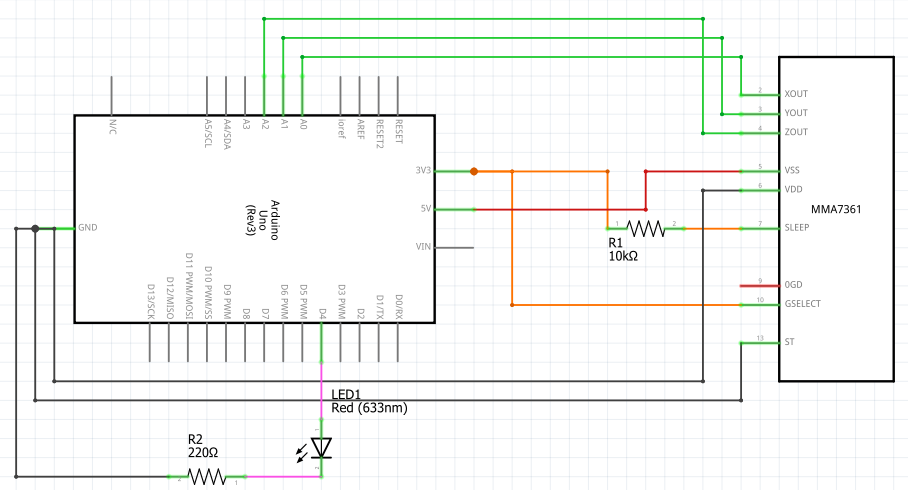 N/C
A5/SCL
A4/SDA
A3
A2
A1
A0
ioref
AREF
RESET2
RESET
2
XOUT
3
YOUT
4
ZOUT
3V3
5
VSS
6
VDD
5V
Arduino
Uno
(Rev3)
MMA7361
GND
1
2
7
SLEEP
VIN
R1
10kΩ
9
0GD
10
GSELECT
D13/SCK
D12/MISO
D11 PWM/MOSI
D10 PWM/SS
D9 PWM
D8
D7
D6 PWM
D5 PWM
D4
D3 PWM
D2
D1/TX
D0/RX
13
ST
LED1
Red (633nm)
1
R2
220Ω
2
1